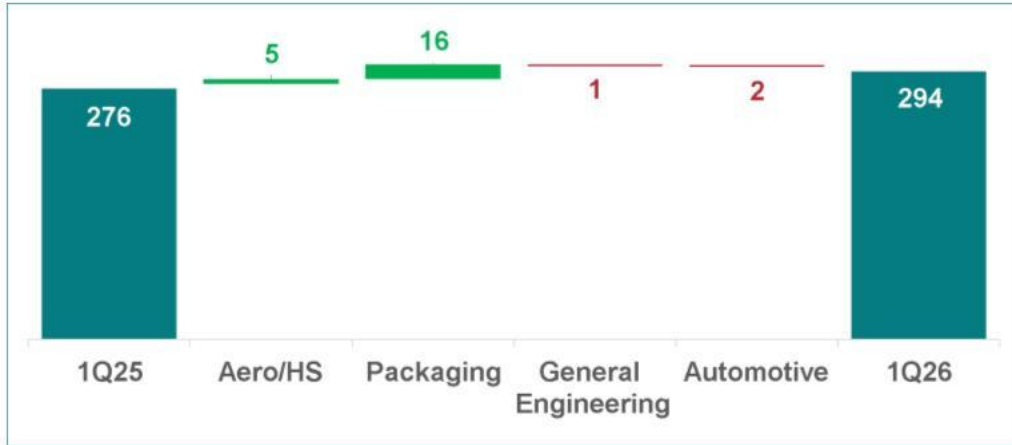 5
16
1
2
276
294
1Q25
Aero/HS
Packaging
General
Engineering
Automotive
1Q26